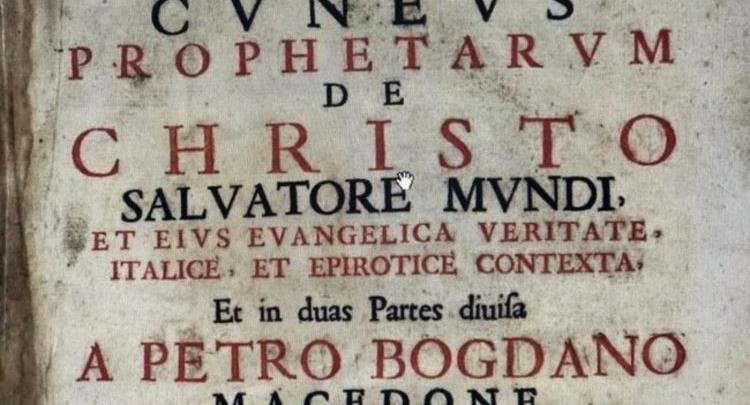 CVNEVS
PROPHETARVM
DE
CHRISTO
SALVATORE MVNDI,
ET EIVS EVANGELICA VERITATE,
ITALICE, ET EPIROTICE CONTEXTA,
Et in duas Partes diuiſa
A PETRO BOGDANO
MACEDONE